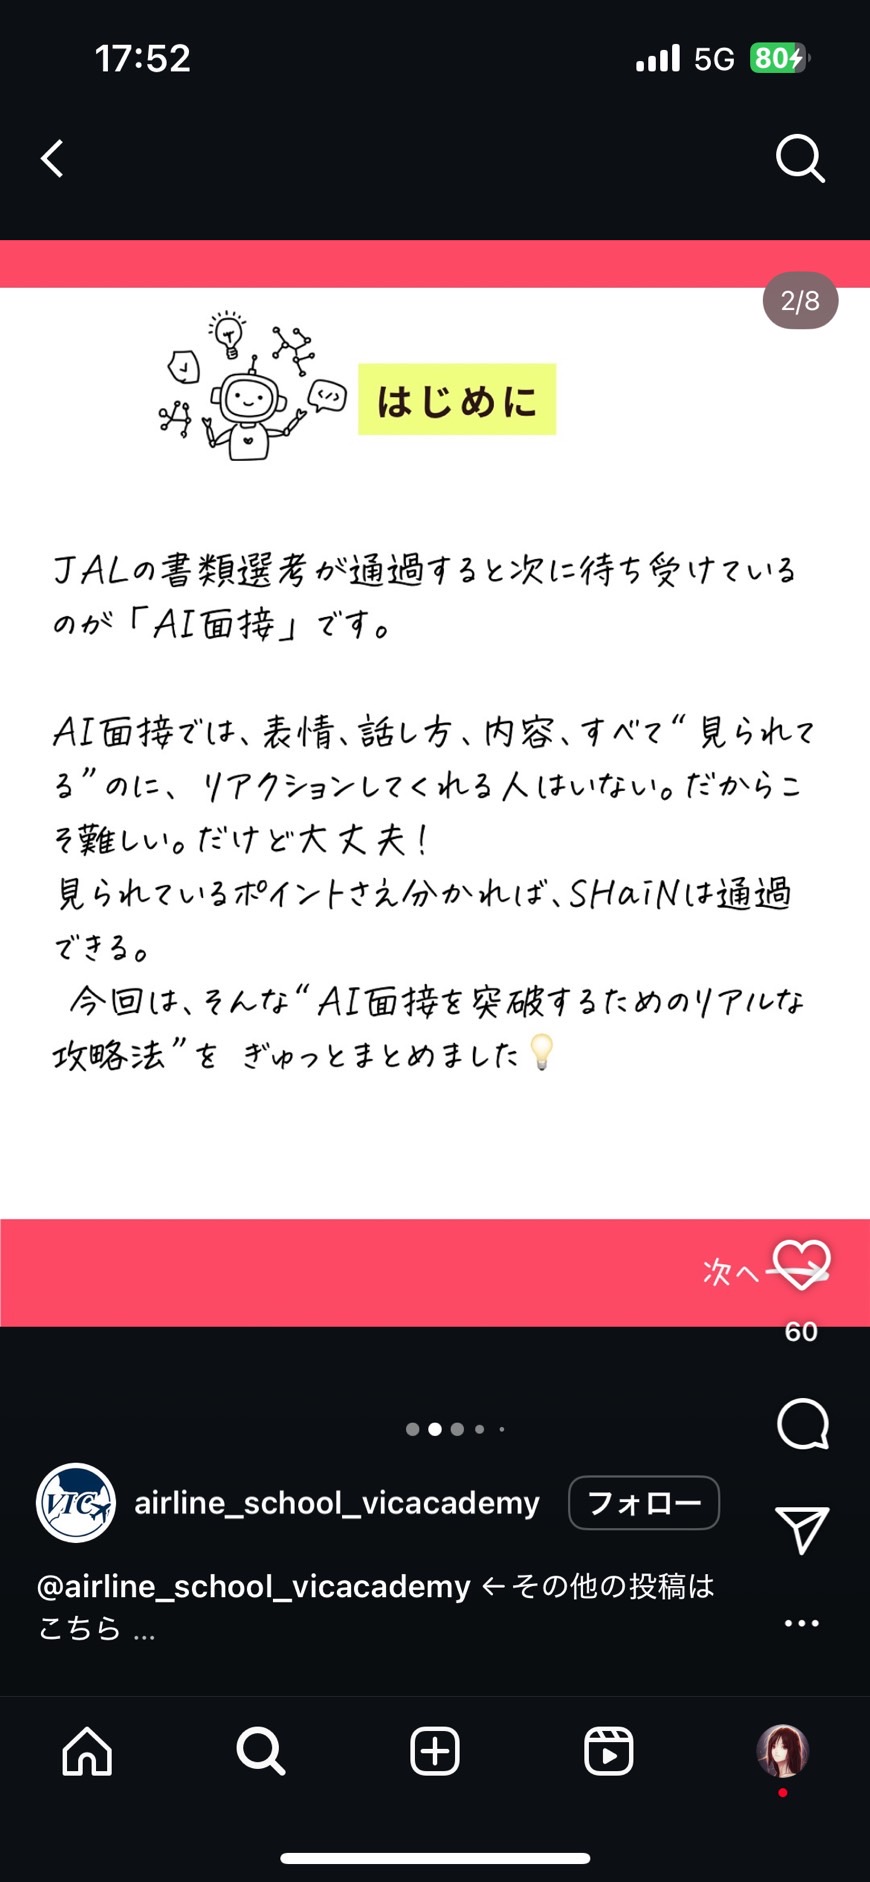 17:52
5G 80
2/8
はじめに
JALの書類選考が通過すると次に待ち受けている
のが「AI面接」です。
AI面接では、表情、話し方、内容、すべて“見られて
る”のに、リアクションしてくれる人はいない。だからこ
そ難しい。だけど大丈夫！
見られているポイントさえ分かれば、SHaiNは通過
できる。
今回は、そんな“AI面接を突破するためのリアルな
攻略法”を ぎゅっとまとめました💡
次へ
60
VIC
airline_school_vicacademy フォロー
@airline_school_vicacademy ←その他の投稿は
こちら ...